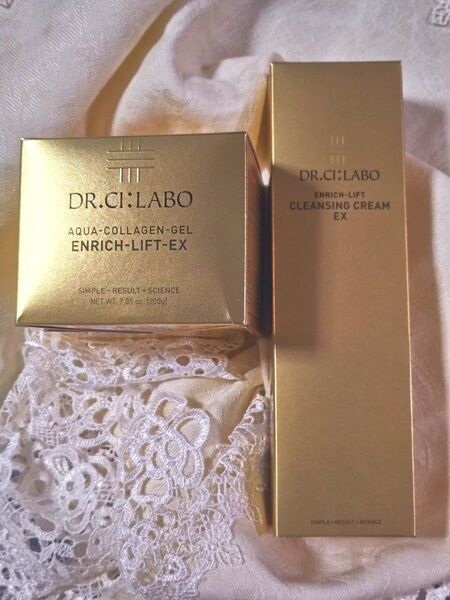 DR.CI:LABO
AQUA-COLLAGEN-GEL
ENRICH-LIFT-EX
SIMPLE + RESULT + SCIENCE
NET WT. 7.05 oz. [200g]
DR.CI:LABO
ENRICH-LIFT
CLEANSING CREAM
EX
SIMPLE + RESULT + SCIENCE